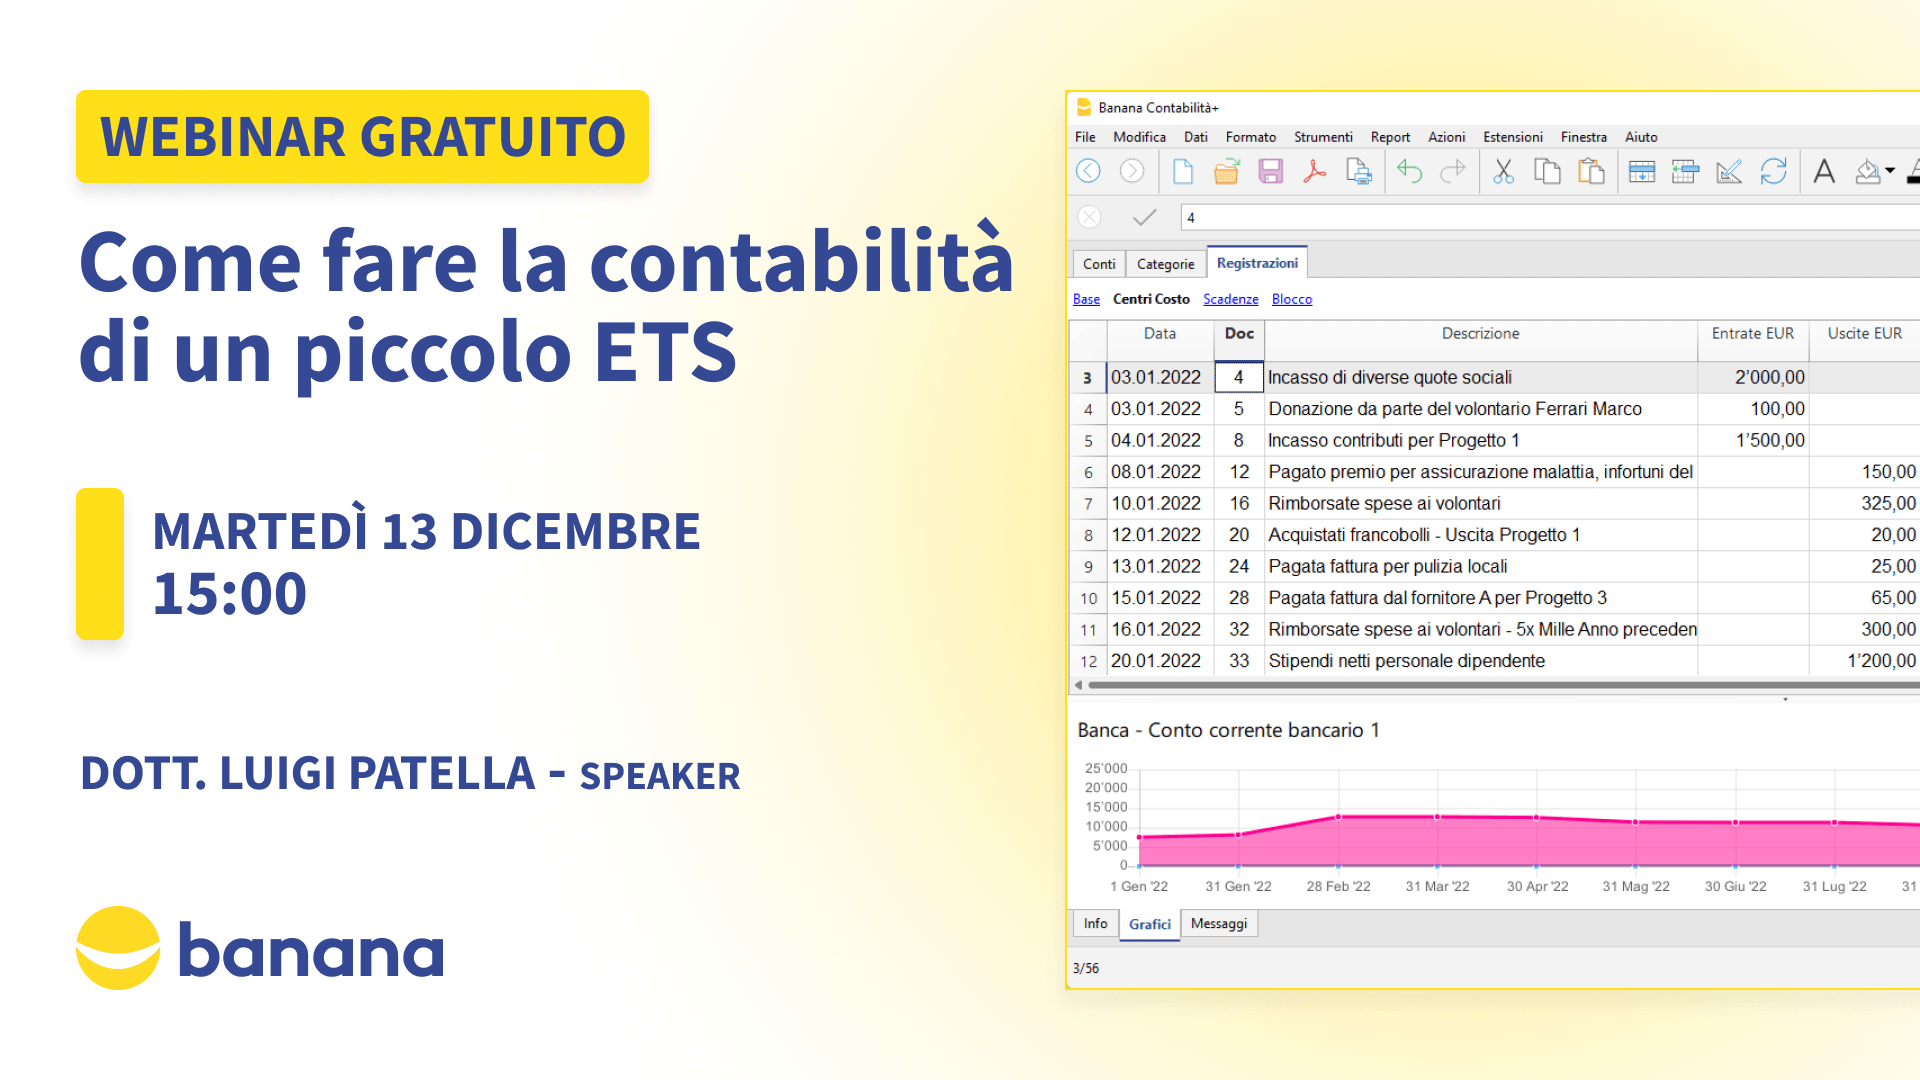 WEBINAR GRATUITO
Come fare la contabilità
di un piccolo ETS
MARTEDÌ 13 DICEMBRE
15:00
DOTT. LUIGI PATELLA - SPEAKER
banana
Banana Contabilità+
File Modifica Dati Formato Strumenti Report Azioni Estensioni Finestra Aiuto
4
Conti Categorie Registrazioni
Base Centri Costo Scadenze Blocco
Data Doc Descrizione Entrate EUR Uscite EUR
3 03.01.2022 4 Incasso di diverse quote sociali 2'000,00
4 03.01.2022 5 Donazione da parte del volontario Ferrari Marco 100,00
5 04.01.2022 8 Incasso contributi per Progetto 1 1'500,00
6 08.01.2022 12 Pagato premio per assicurazione malattia, infortuni del 150,00
7 10.01.2022 16 Rimborsate spese ai volontari 325,00
8 12.01.2022 20 Acquistati francobolli - Uscita Progetto 1 20,00
9 13.01.2022 24 Pagata fattura per pulizia locali 25,00
10 15.01.2022 28 Pagata fattura dal fornitore A per Progetto 3 65,00
11 16.01.2022 32 Rimborsate spese ai volontari - 5x Mille Anno preceden 300,00
12 20.01.2022 33 Stipendi netti personale dipendente 1'200,00
Banca - Conto corrente bancario 1
25'000
20'000
15'000
10'000
5'000
0
1 Gen '22 31 Gen '22 28 Feb '22 31 Mar '22 30 Apr '22 31 Mag '22 30 Giu '22 31 Lug '22 31
Info Grafici Messaggi
3/56